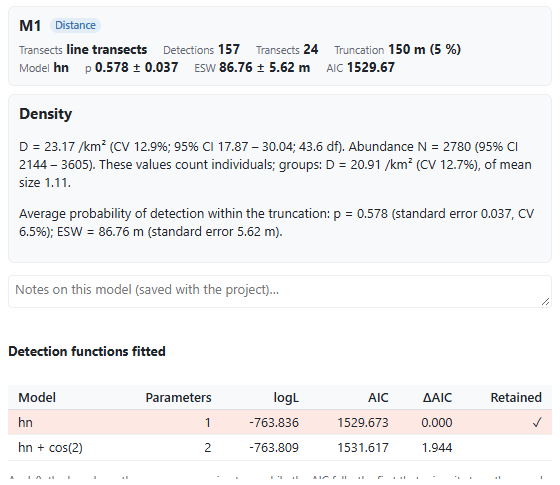 M1 Distance
Transects line transects Detections 157 Transects 24 Truncation 150 m (5 %)
Model hn p 0.578 ± 0.037 ESW 86.76 ± 5.62 m AIC 1529.67
Density
D = 23.17 /km² (CV 12.9%; 95% CI 17.87 – 30.04; 43.6 df). Abundance N = 2780 (95% CI
2144 – 3605). These values count individuals; groups: D = 20.91 /km² (CV 12.7%), of mean
size 1.11.
Average probability of detection within the truncation: p = 0.578 (standard error 0.037, CV
6.5%); ESW = 86.76 m (standard error 5.62 m).
Notes on this model (saved with the project)...
Detection functions fitted
Model Parameters logL AIC ΔAIC Retained
hn 1 -763.836 1529.673 0.000 ✓
hn + cos(2) 2 -763.809 1531.617 1.944